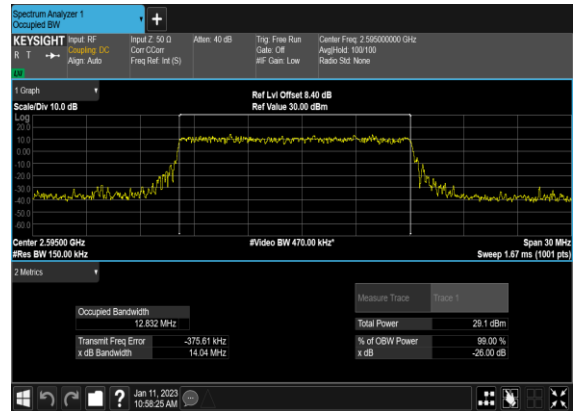 Spectrum Analyzer 1
Occupied BW
+
KEYSIGHT
R T
LXI
Input: RF
Coupling: DC
Align: Auto
Input Z: 50 Ω
Corr CCorr
Freq Ref: Int (S)
Atten: 40 dB
Trig: Free Run
Gate: Off
#IF Gain: Low
Center Freq: 2.595000000 GHz
Avg|Hold: 100/100
Radio Std: None
1 Graph
Scale/Div 10.0 dB
Ref Lvl Offset 8.40 dB
Ref Value 30.00 dBm
Log
20.0
10.0
0.00
-10.0
-20.0
-30.0
-40.0
-50.0
-60.0
Center 2.59500 GHz
#Res BW 150.00 kHz
#Video BW 470.00 kHz*
Span 30 MHz
Sweep 1.67 ms (1001 pts)
2 Metrics
Measure Trace
Trace 1
Occupied Bandwidth
12.832 MHz
Total Power
29.1 dBm
Transmit Freq Error
-375.61 kHz
% of OBW Power
99.00 %
x dB Bandwidth
14.04 MHz
x dB
-26.00 dB
?
Jan 11, 2023
10:58:25 AM